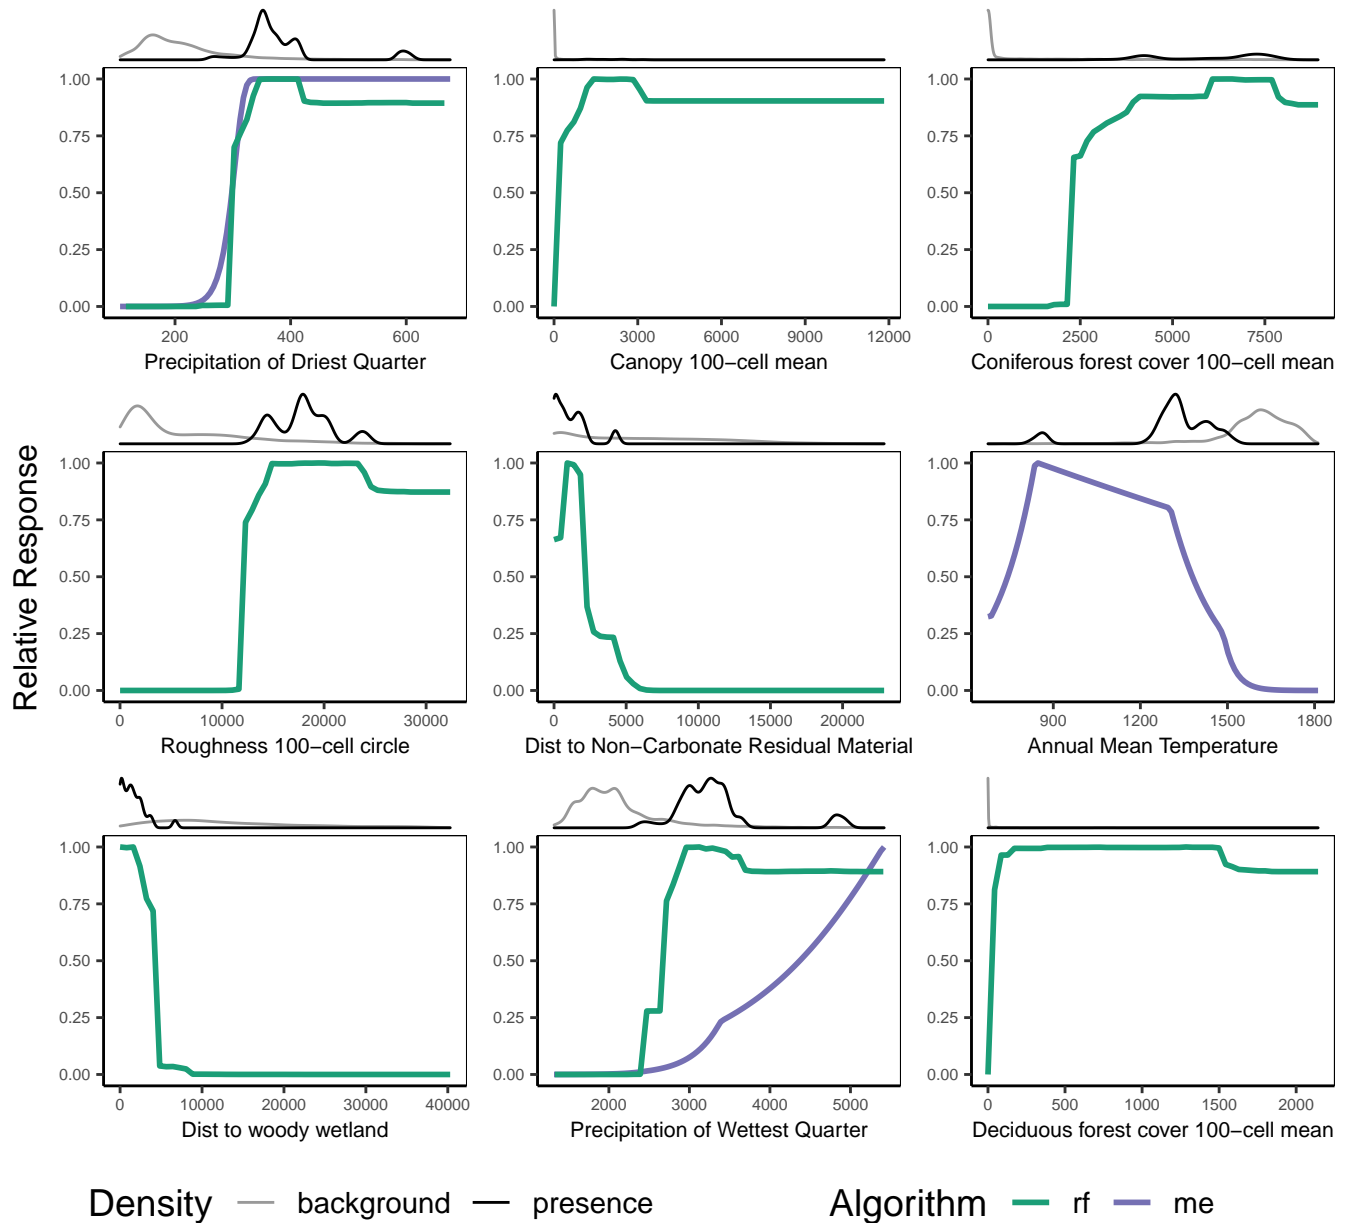 1.00
0.75
0.50
0.25
0.00
200 400 600
Precipitation of Driest Quarter
1.00
0.75
0.50
0.25
0.00
0 3000 6000 9000 12000
Canopy 100−cell mean
1.00
0.75
0.50
0.25
0.00
0 2500 5000 7500
Coniferous forest cover 100−cell mean
Relative Response
1.00
0.75
0.50
0.25
0.00
0 10000 20000 30000
Roughness 100−cell circle
1.00
0.75
0.50
0.25
0.00
0 5000 10000 15000 20000
Dist to Non−Carbonate Residual Material
1.00
0.75
0.50
0.25
0.00
900 1200 1500 1800
Annual Mean Temperature
1.00
0.75
0.50
0.25
0.00
0 10000 20000 30000 40000
Dist to woody wetland
1.00
0.75
0.50
0.25
0.00
2000 3000 4000 5000
Precipitation of Wettest Quarter
1.00
0.75
0.50
0.25
0.00
0 500 1000 1500 2000
Deciduous forest cover 100−cell mean
Density background presence Algorithm rf me